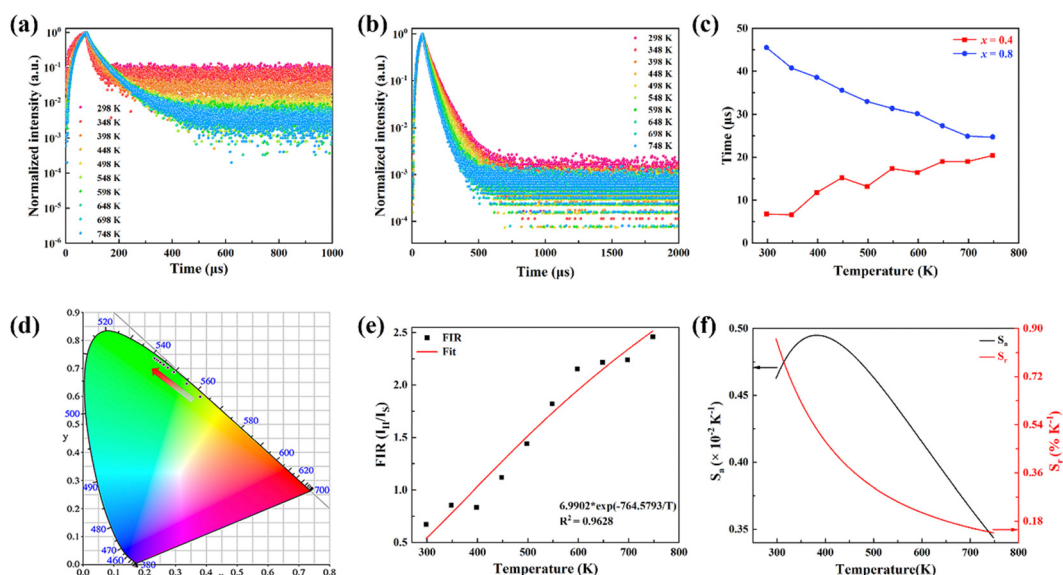 (a)
Normalized intensity (a.u.)
10⁰
10⁻¹
10⁻²
10⁻³
10⁻⁴
10⁻⁵
10⁻⁶
298 K
348 K
398 K
448 K
498 K
548 K
598 K
648 K
698 K
748 K
0 200 400 600 800 1000
Time (μs)
(b)
Normalized intensity (a.u.)
10⁰
10⁻¹
10⁻²
10⁻³
10⁻⁴
298 K
348 K
398 K
448 K
498 K
548 K
598 K
648 K
698 K
748 K
0 500 1000 1500 2000
Time (μs)
(c)
Time (μs)
50
40
30
20
10
0
x = 0.4
x = 0.8
300 400 500 600 700 800
Temperature (K)
(d)
y
0.9
0.8
0.7
0.6
0.5
0.4
0.3
0.2
0.1
0.0
520
540
560
500
580
600
620
490
700
480
470
460
380
0.0 0.1 0.2 0.3 0.4 0.5 0.6 0.7 0.8
(e)
FIR (I_H/I_S)
2.5
2.0
1.5
1.0
0.5
FIR
Fit
6.9902*exp(-764.5793/T)
R² = 0.9628
300 400 500 600 700 800
Temperature (K)
(f)
Sₐ (× 10⁻² K⁻¹)
0.50
0.45
0.40
0.35
Sₐ
Sᵣ
0.90
0.72
0.54
0.36
0.18
Sᵣ (% K⁻¹)
300 400 500 600 700 800
Temperature(K)